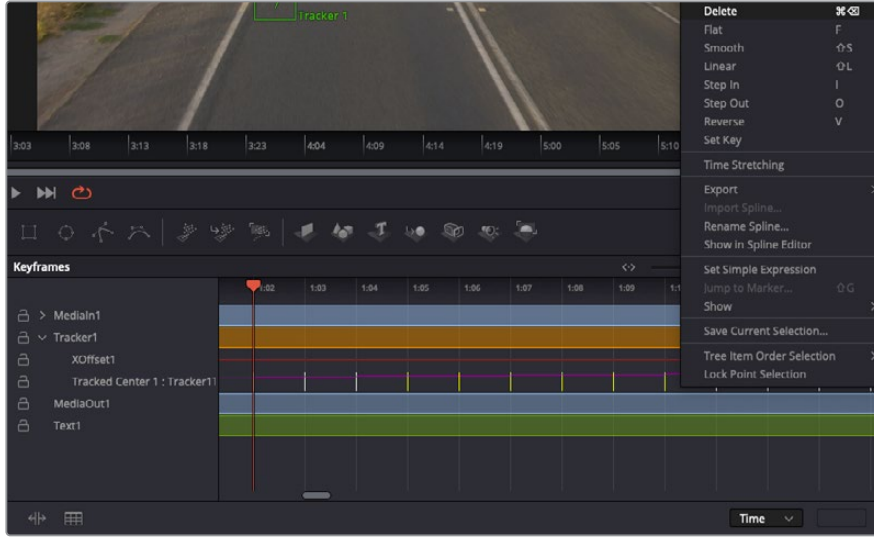 Tracker 1
Delete ⌘⌫
Flat F
Smooth ⇧S
Linear ⇧L
Step In I
Step Out O
Reverse V
Set Key
Time Stretching
Export
Import Spline...
Rename Spline...
Show in Spline Editor
Set Simple Expression
Jump to Marker... ⇧G
Show
Save Current Selection...
Tree Item Order Selection
Lock Point Selection
3:03 3:08 3:13 3:18 3:23 4:04 4:09 4:14 4:19 5:00 5:05 5:10
Keyframes
1:02 1:03 1:04 1:05 1:06 1:07 1:08 1:09
MediaIn1
Tracker1
XOffset1
Tracked Center 1 : Tracker11
MediaOut1
Text1
Time